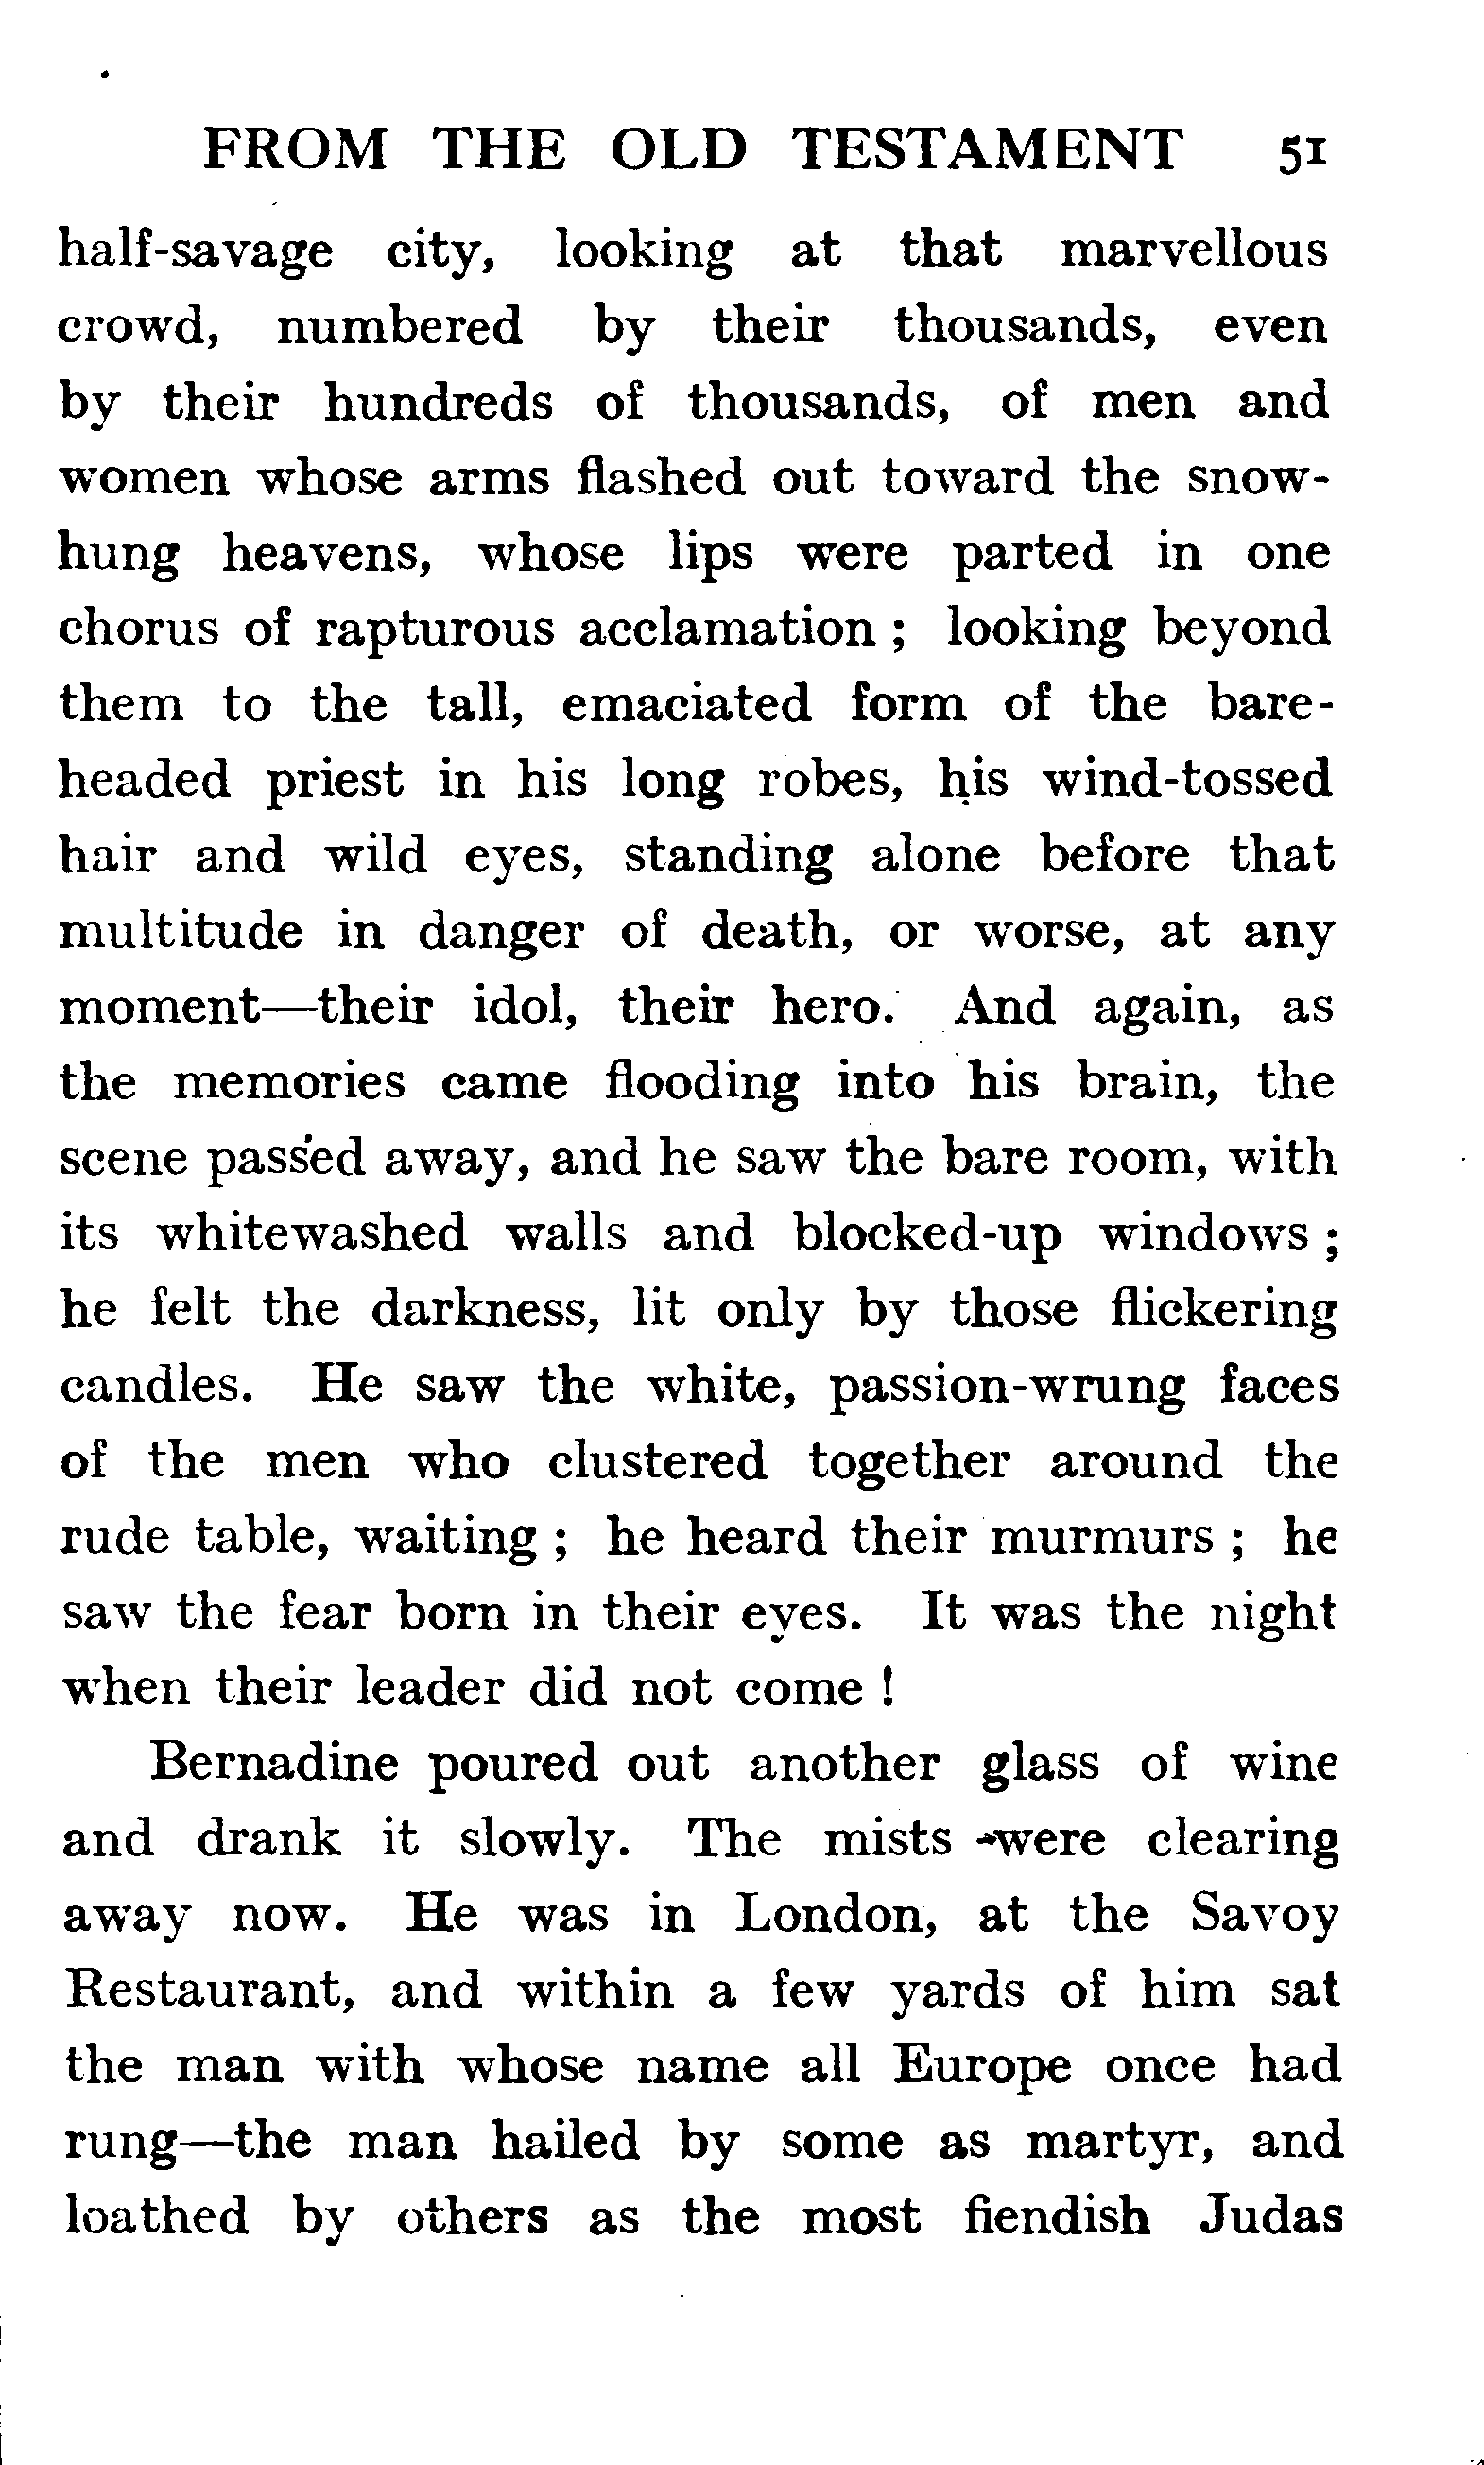 FROM THE OLD TESTAMENT 51
half-savage city, looking at that marvellous
crowd, numbered by their thousands, even
by their hundreds of thousands, of men and
women whose arms flashed out toward the snow-
hung heavens, whose lips were parted in one
chorus of rapturous acclamation ; looking beyond
them to the tall, emaciated form of the bare-
headed priest in his long robes, his wind-tossed
hair and wild eyes, standing alone before that
multitude in danger of death, or worse, at any
moment—their idol, their hero. And again, as
the memories came flooding into his brain, the
scene passed away, and he saw the bare room, with
its whitewashed walls and blocked-up windows ;
he felt the darkness, lit only by those flickering
candles. He saw the white, passion-wrung faces
of the men who clustered together around the
rude table, waiting ; he heard their murmurs ; he
saw the fear born in their eyes. It was the night
when their leader did not come !
Bernadine poured out another glass of wine
and drank it slowly. The mists were clearing
away now. He was in London, at the Savoy
Restaurant, and within a few yards of him sat
the man with whose name all Europe once had
rung—the man hailed by some as martyr, and
loathed by others as the most fiendish Judas